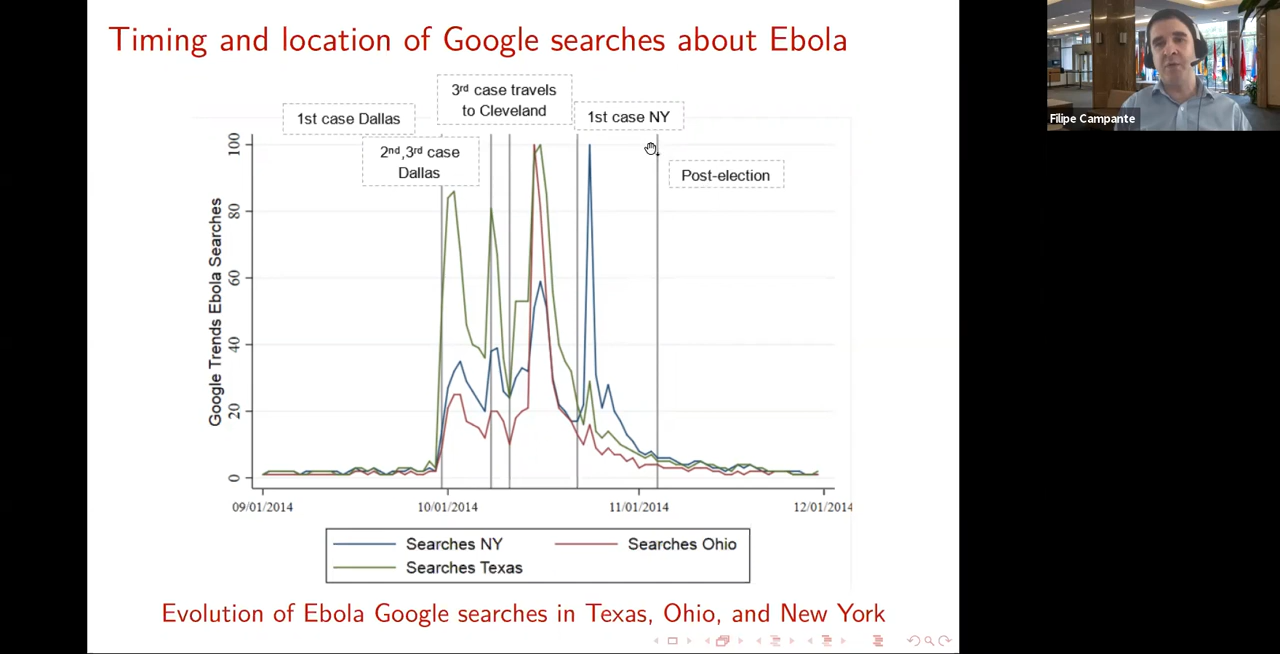 Timing and location of Google searches about Ebola
Filipe Campante
3rd case travels
to Cleveland
1st case Dallas
1st case NY
2nd,3rd case
Dallas
Post-election
Google Trends Ebola Searches
100
80
60
40
20
0
09/01/2014
10/01/2014
11/01/2014
12/01/2014
Searches NY
Searches Ohio
Searches Texas
Evolution of Ebola Google searches in Texas, Ohio, and New York